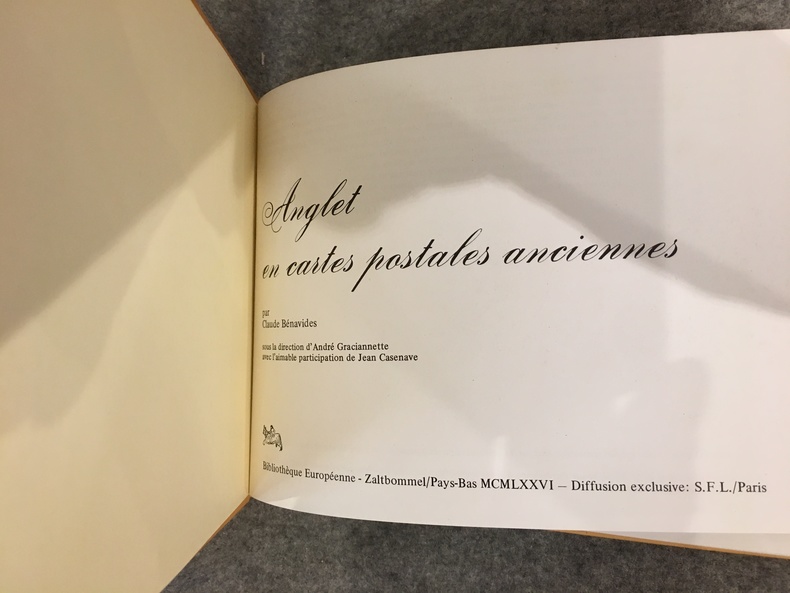 Anglet
en cartes postales anciennes
par
Claude Bénavides
sous la direction d'André Graciannette
avec l'aimable participation de Jean Casenave
Bibliothèque Européenne - Zaltbommel/Pays-Bas MCMLXXVI – Diffusion exclusive: S.F.L./Paris